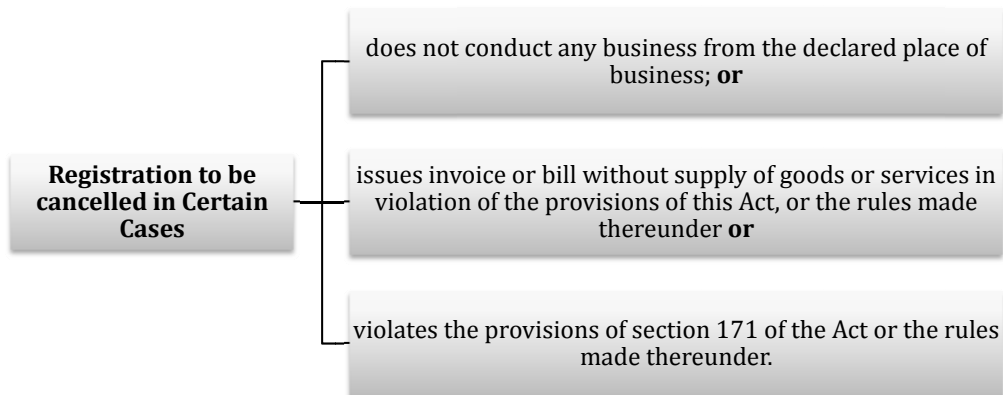 Registration to be
cancelled in Certain
Cases
does not conduct any business from the declared place of
business; or
issues invoice or bill without supply of goods or services in
violation of the provisions of this Act, or the rules made
thereunder or
violates the provisions of section 171 of the Act or the rules
made thereunder.